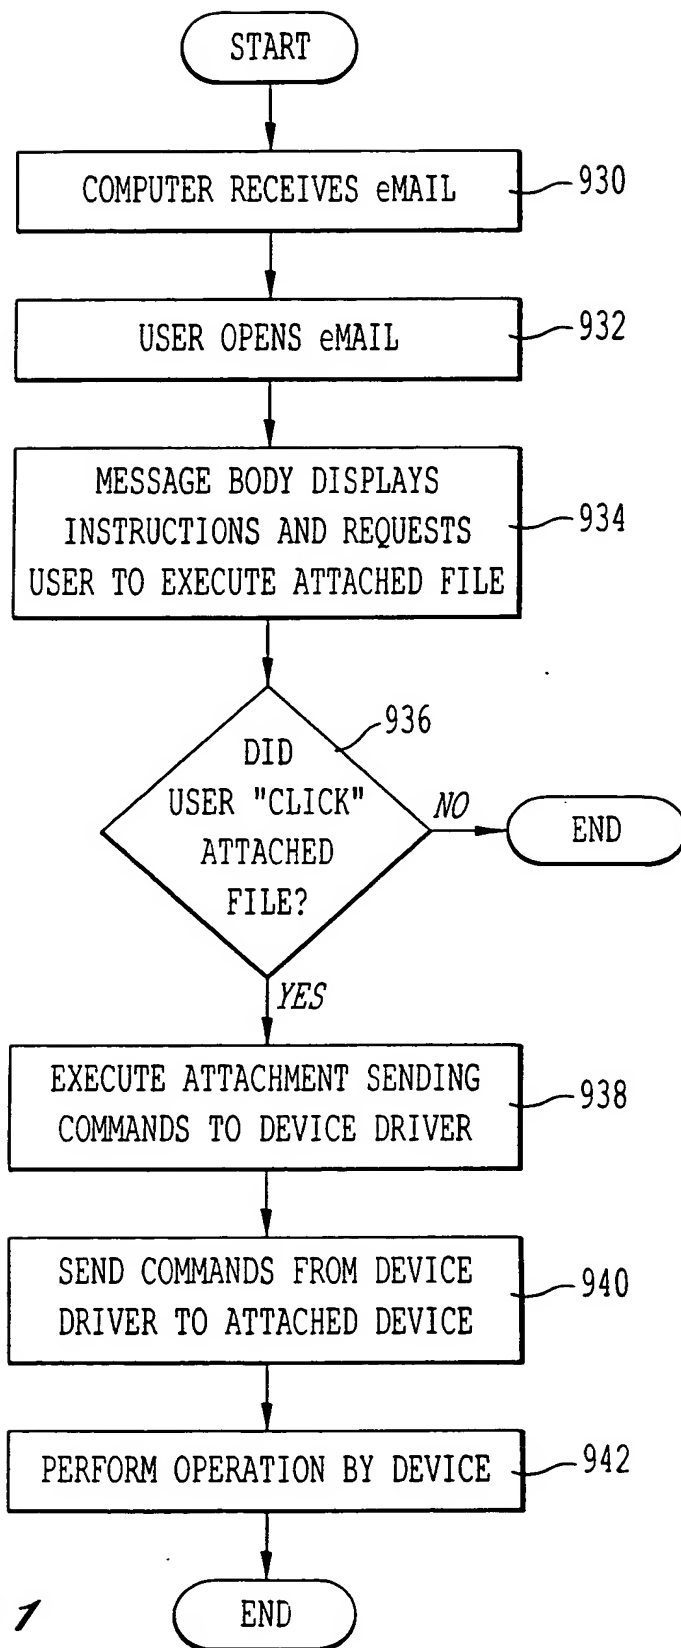 START
COMPUTER RECEIVES eMAIL
930
USER OPENS eMAIL
932
MESSAGE BODY DISPLAYS
INSTRUCTIONS AND REQUESTS
USER TO EXECUTE ATTACHED FILE
934
DID
USER "CLICK"
ATTACHED
FILE?
936
NO
END
YES
EXECUTE ATTACHMENT SENDING
COMMANDS TO DEVICE DRIVER
938
SEND COMMANDS FROM DEVICE
DRIVER TO ATTACHED DEVICE
940
PERFORM OPERATION BY DEVICE
942
END
1